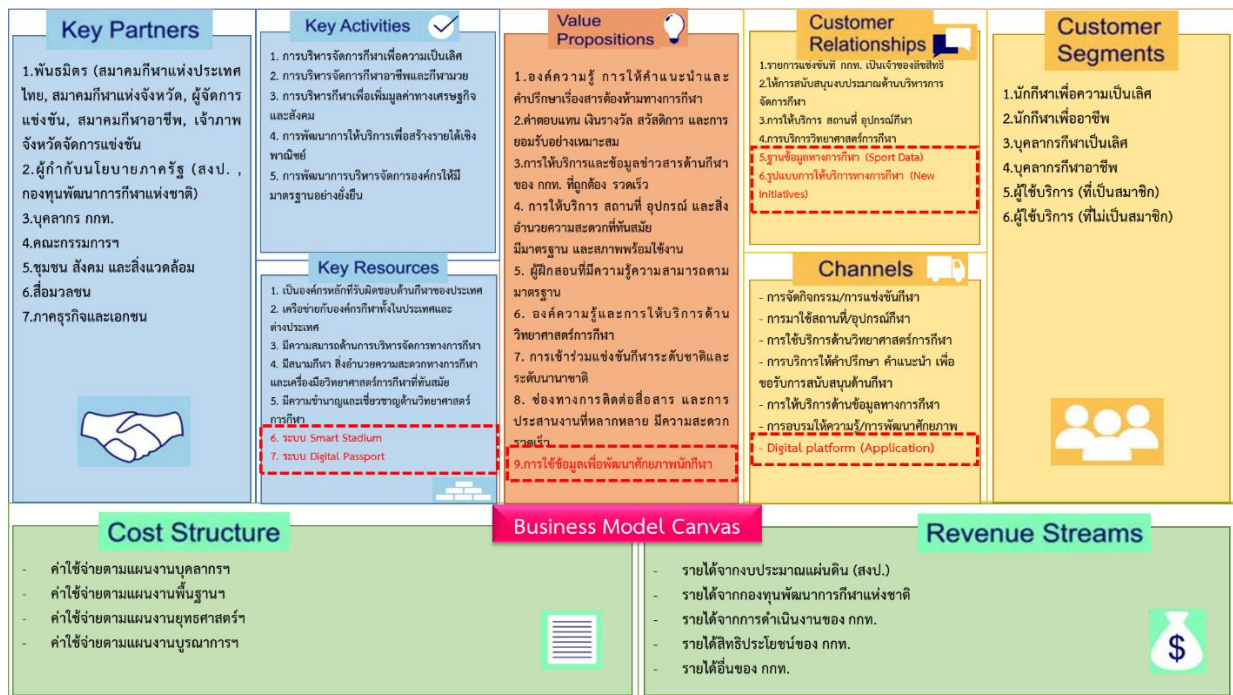 Key Partners
1.พันธมิตร (สมาคมกีฬาแห่งประเทศ
ไทย, สมาคมกีฬาแห่งจังหวัด, ผู้จัดการ
แข่งขัน, สมาคมกีฬาอาชีพ, เจ้าภาพ
จังหวัดจัดการแข่งขัน
2.ผู้กำกับนโยบายภาครัฐ (สงป. ,
กองทุนพัฒนาการกีฬาแห่งชาติ)
3.บุคลากร กกท.
4.คณะกรรมการฯ
5.ชุมชน สังคม และสิ่งแวดล้อม
6.สื่อมวลชน
7.ภาคธุรกิจและเอกชน
Key Activities
1. การบริหารจัดการกีฬาเพื่อความเป็นเลิศ
2. การบริหารจัดการกีฬาอาชีพและกีฬามวย
3. การบริหารกีฬาเพื่อเพิ่มมูลค่าทางเศรษฐกิจ
และสังคม
4. การพัฒนาการให้บริการเพื่อสร้างรายได้เชิง
พาณิชย์
5. การพัฒนาการบริหารจัดการองค์กรให้มี
มาตรฐานอย่างยั่งยืน
Key Resources
1. เป็นองค์กรหลักที่รับผิดชอบด้านกีฬาของประเทศ
2. เครือข่ายกับองค์กรกีฬาทั้งในประเทศและ
ต่างประเทศ
3. มีความสมารถด้านการบริหารจัดการทางการกีฬา
4. มีสนามกีฬา สิ่งอำนวยความสะดวกทางการกีฬา
และเครื่องมือวิทยาศาสตร์การกีฬาที่ทันสมัย
5. มีความชำนาญและเชี่ยวชาญด้านวิทยาศาสตร์
การกีฬา
6. ระบบ Smart Stadium
7. ระบบ Digital Passport
Value
Propositions
1.องค์ความรู้ การให้คำแนะนำและ
คำปรึกษาเรื่องสารต้องห้ามทางการกีฬา
2.ค่าตอบแทน เงินรางวัล สวัสดิการ และการ
ยอมรับอย่างเหมาะสม
3.การให้บริการและข้อมูลข่าวสารด้านกีฬา
ของ กกท. ที่ถูกต้อง รวดเร็ว
4. การให้บริการ สถานที่ อุปกรณ์ และสิ่ง
อำนวยความสะดวกที่ทันสมัย
มีมาตรฐาน และสภาพพร้อมใช้งาน
5. ผู้ฝึกสอนที่มีความรู้ความสามารถตาม
มาตรฐาน
6. องค์ความรู้และการให้บริการด้าน
วิทยาศาสตร์การกีฬา
7. การเข้าร่วมแข่งขันกีฬาระดับชาติและ
ระดับนานาชาติ
8. ช่องทางการติดต่อสื่อสาร และการ
ประสานงานที่หลากหลาย มีความสะดวก
รวดเร็ว
9.การใช้ข้อมูลเพื่อพัฒนาศักยภาพนักกีฬา
Customer
Relationships
1.รายการแข่งขันที่ กกท. เป็นเจ้าของลิขสิทธิ์
2.ให้การสนับสนุนงบประมาณด้านบริหารการ
จัดการกีฬา
3.การให้บริการ สถานที่ อุปกรณ์กีฬา
4.การบริการวิทยาศาสตร์การกีฬา
5.ฐานข้อมูลทางการกีฬา (Sport Data)
6.รูปแบบการให้บริการทางการกีฬา (New
Initiatives)
Channels
- การจัดกิจกรรม/การแข่งขันกีฬา
- การมาใช้สถานที่/อุปกรณ์กีฬา
- การใช้บริการด้านวิทยาศาสตร์การกีฬา
- การบริการให้คำปรึกษา คำแนะนำ เพื่อ
ขอรับการสนับสนุนด้านกีฬา
- การให้บริการด้านข้อมูลทางการกีฬา
- การอบรมให้ความรู้/การพัฒนาศักยภาพ
- Digital platform (Application)
Customer
Segments
1.นักกีฬาเพื่อความเป็นเลิศ
2.นักกีฬาเพื่ออาชีพ
3.บุคลากรกีฬาเป็นเลิศ
4.บุคลากรกีฬาอาชีพ
5.ผู้ใช้บริการ (ที่เป็นสมาชิก)
6.ผู้ใช้บริการ (ที่ไม่เป็นสมาชิก)
Business Model Canvas
Cost Structure
- ค่าใช้จ่ายตามแผนงานบุคลากรฯ
- ค่าใช้จ่ายตามแผนงานพื้นฐานฯ
- ค่าใช้จ่ายตามแผนงานยุทธศาสตร์ฯ
- ค่าใช้จ่ายตามแผนงานบูรณาการฯ
Revenue Streams
- รายได้จากงบประมาณแผ่นดิน (สงป.)
- รายได้จากกองทุนพัฒนาการกีฬาแห่งชาติ
- รายได้จากการดำเนินงานของ กกท.
- รายได้สิทธิประโยชน์ของ กกท.
- รายได้อื่นของ กกท.
$